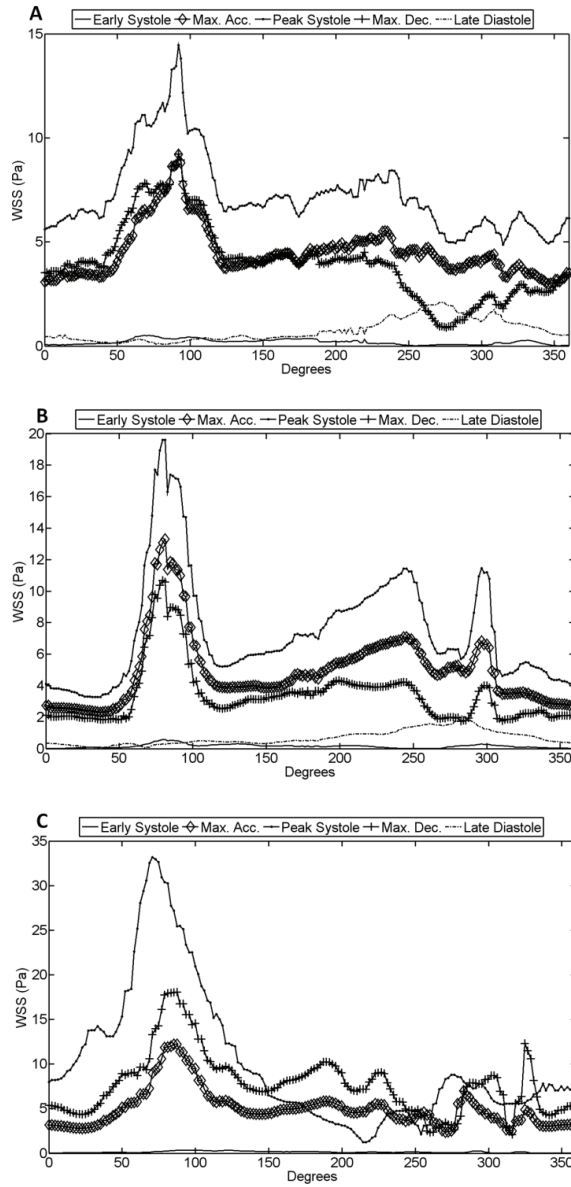 A
Early Systole Max. Acc. Peak Systole Max. Dec. Late Diastole
15
10
5
0
WSS (Pa)
0 50 100 150 200 250 300 350
Degrees
B
Early Systole Max. Acc. Peak Systole Max. Dec. Late Diastole
20
18
16
14
12
10
8
6
4
2
0
WSS (Pa)
0 50 100 150 200 250 300 350
Degrees
C
Early Systole Max. Acc. Peak Systole Max. Dec. Late Diastole
35
30
25
20
15
10
5
0
WSS (Pa)
0 50 100 150 200 250 300 350
Degrees